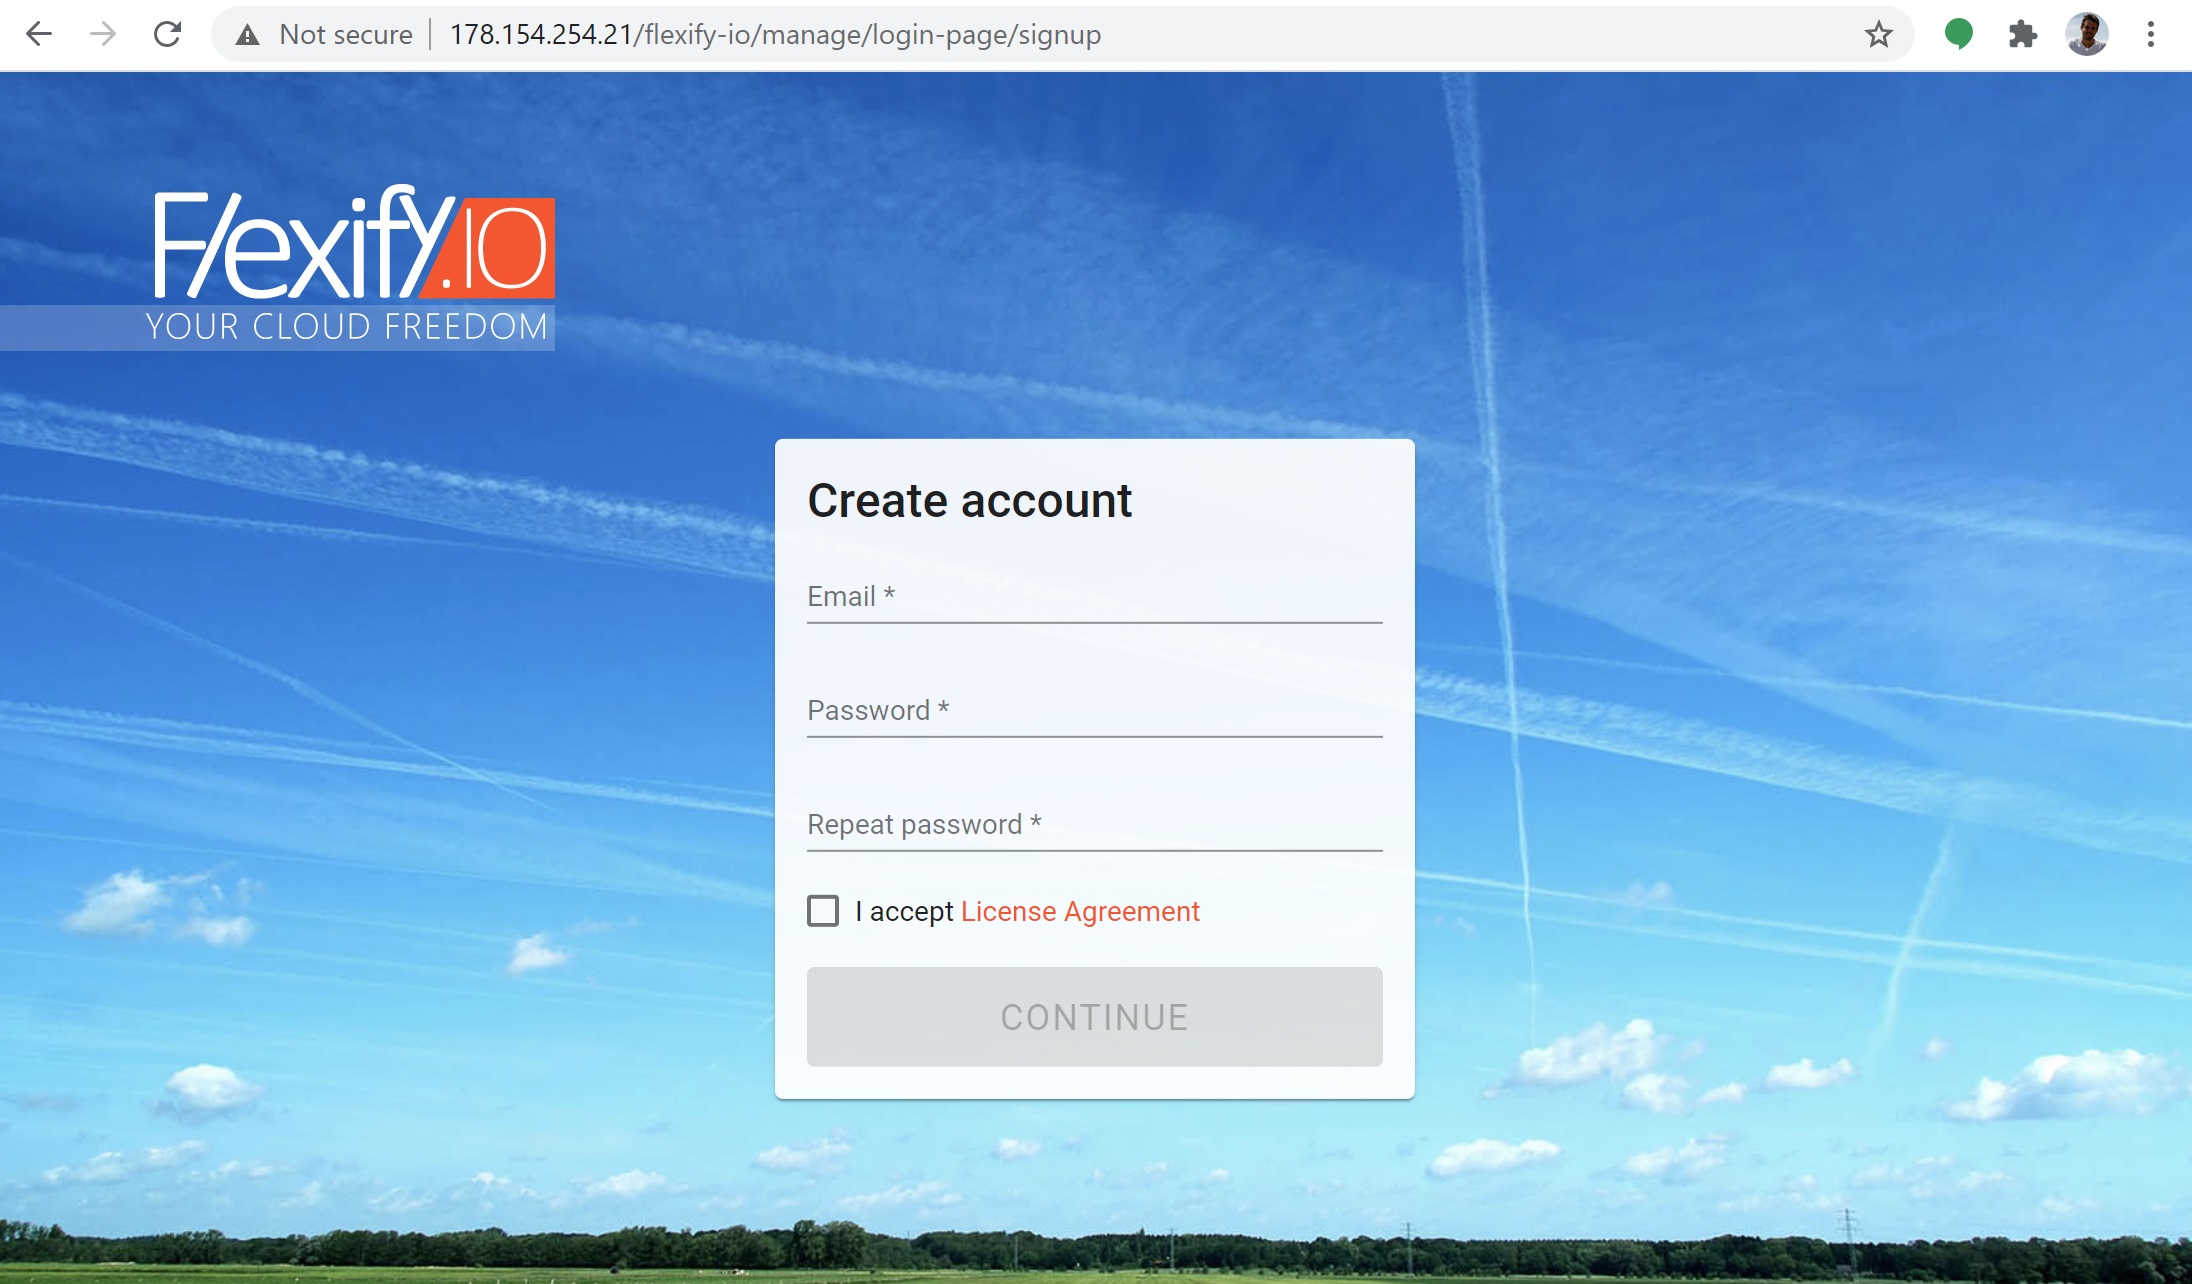 Not secure
178.154.254.21/flexify-io/manage/login-page/signup
Flexify.IO
YOUR CLOUD FREEDOM
Create account
Email *
Password *
Repeat password *
I accept License Agreement
CONTINUE